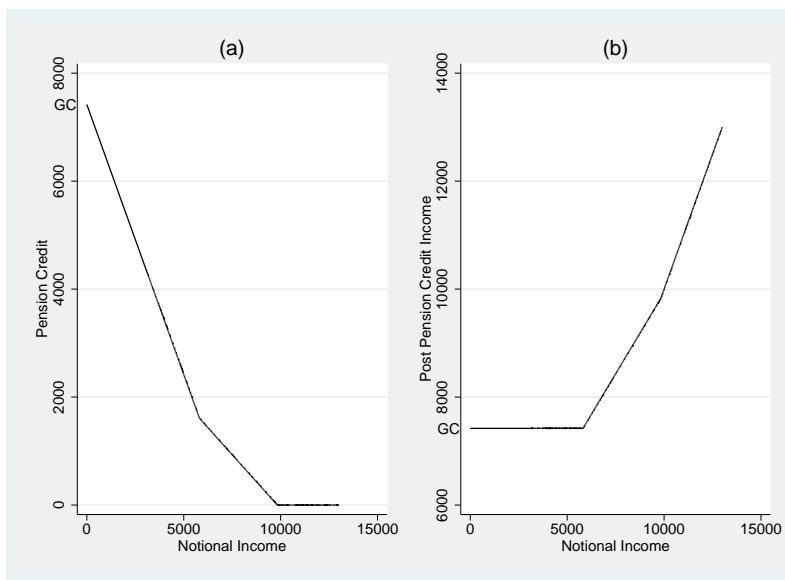 (a)
8000
GC
6000
4000
2000
0
Pension Credit
0 5000 10000 15000
Notional Income
(b)
14000
12000
10000
8000
GC
6000
Post Pension Credit Income
0 5000 10000 15000
Notional Income